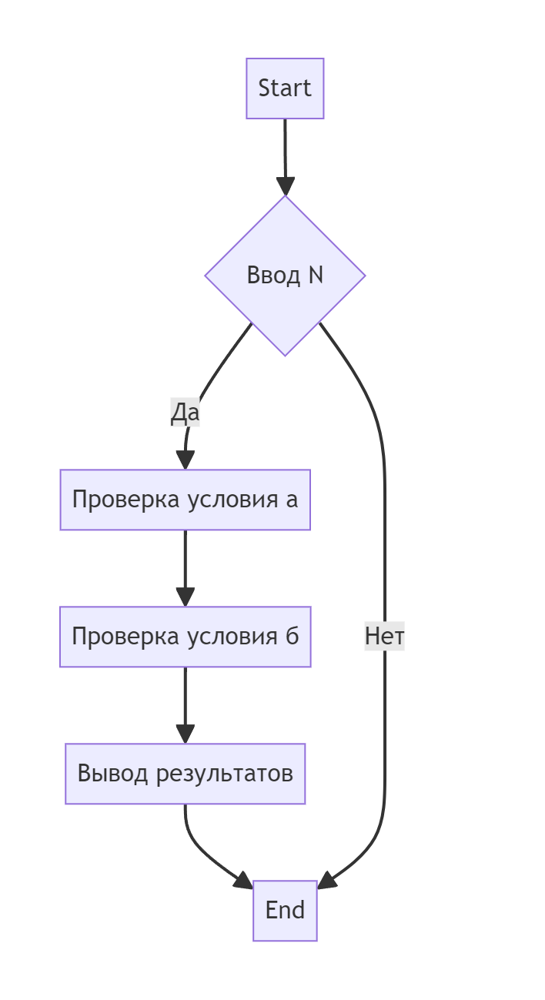 Start
Ввод N
Да
Проверка условия а
Проверка условия б
Нет
Вывод результатов
End